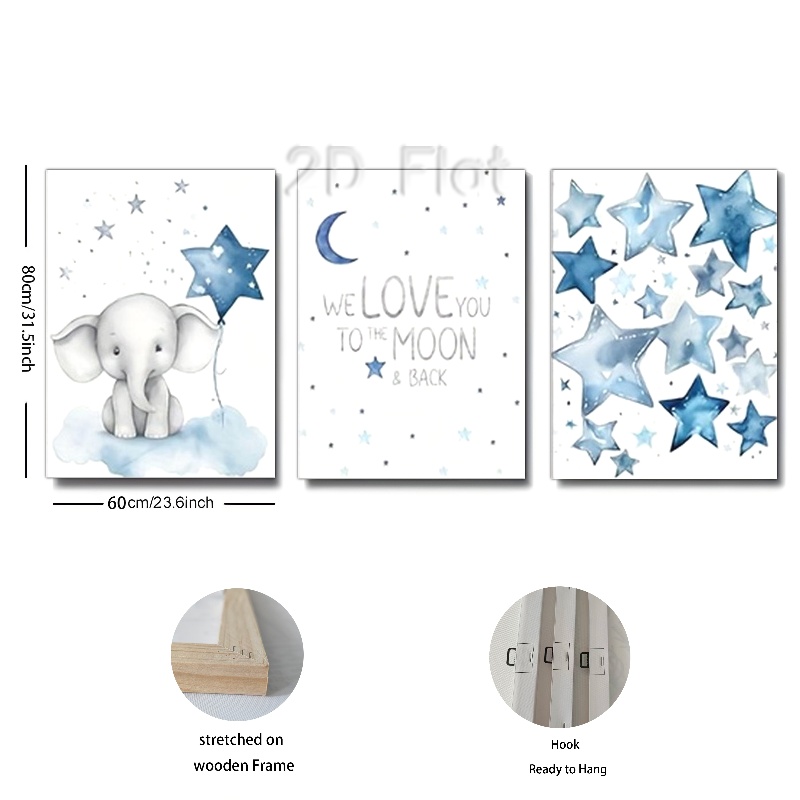 2D Flat
WE LOVE YOU
TO THE MOON
& BACK
80cm/31.5inch
60cm/23.6inch
stretched on
wooden Frame
Hook
Ready to Hang